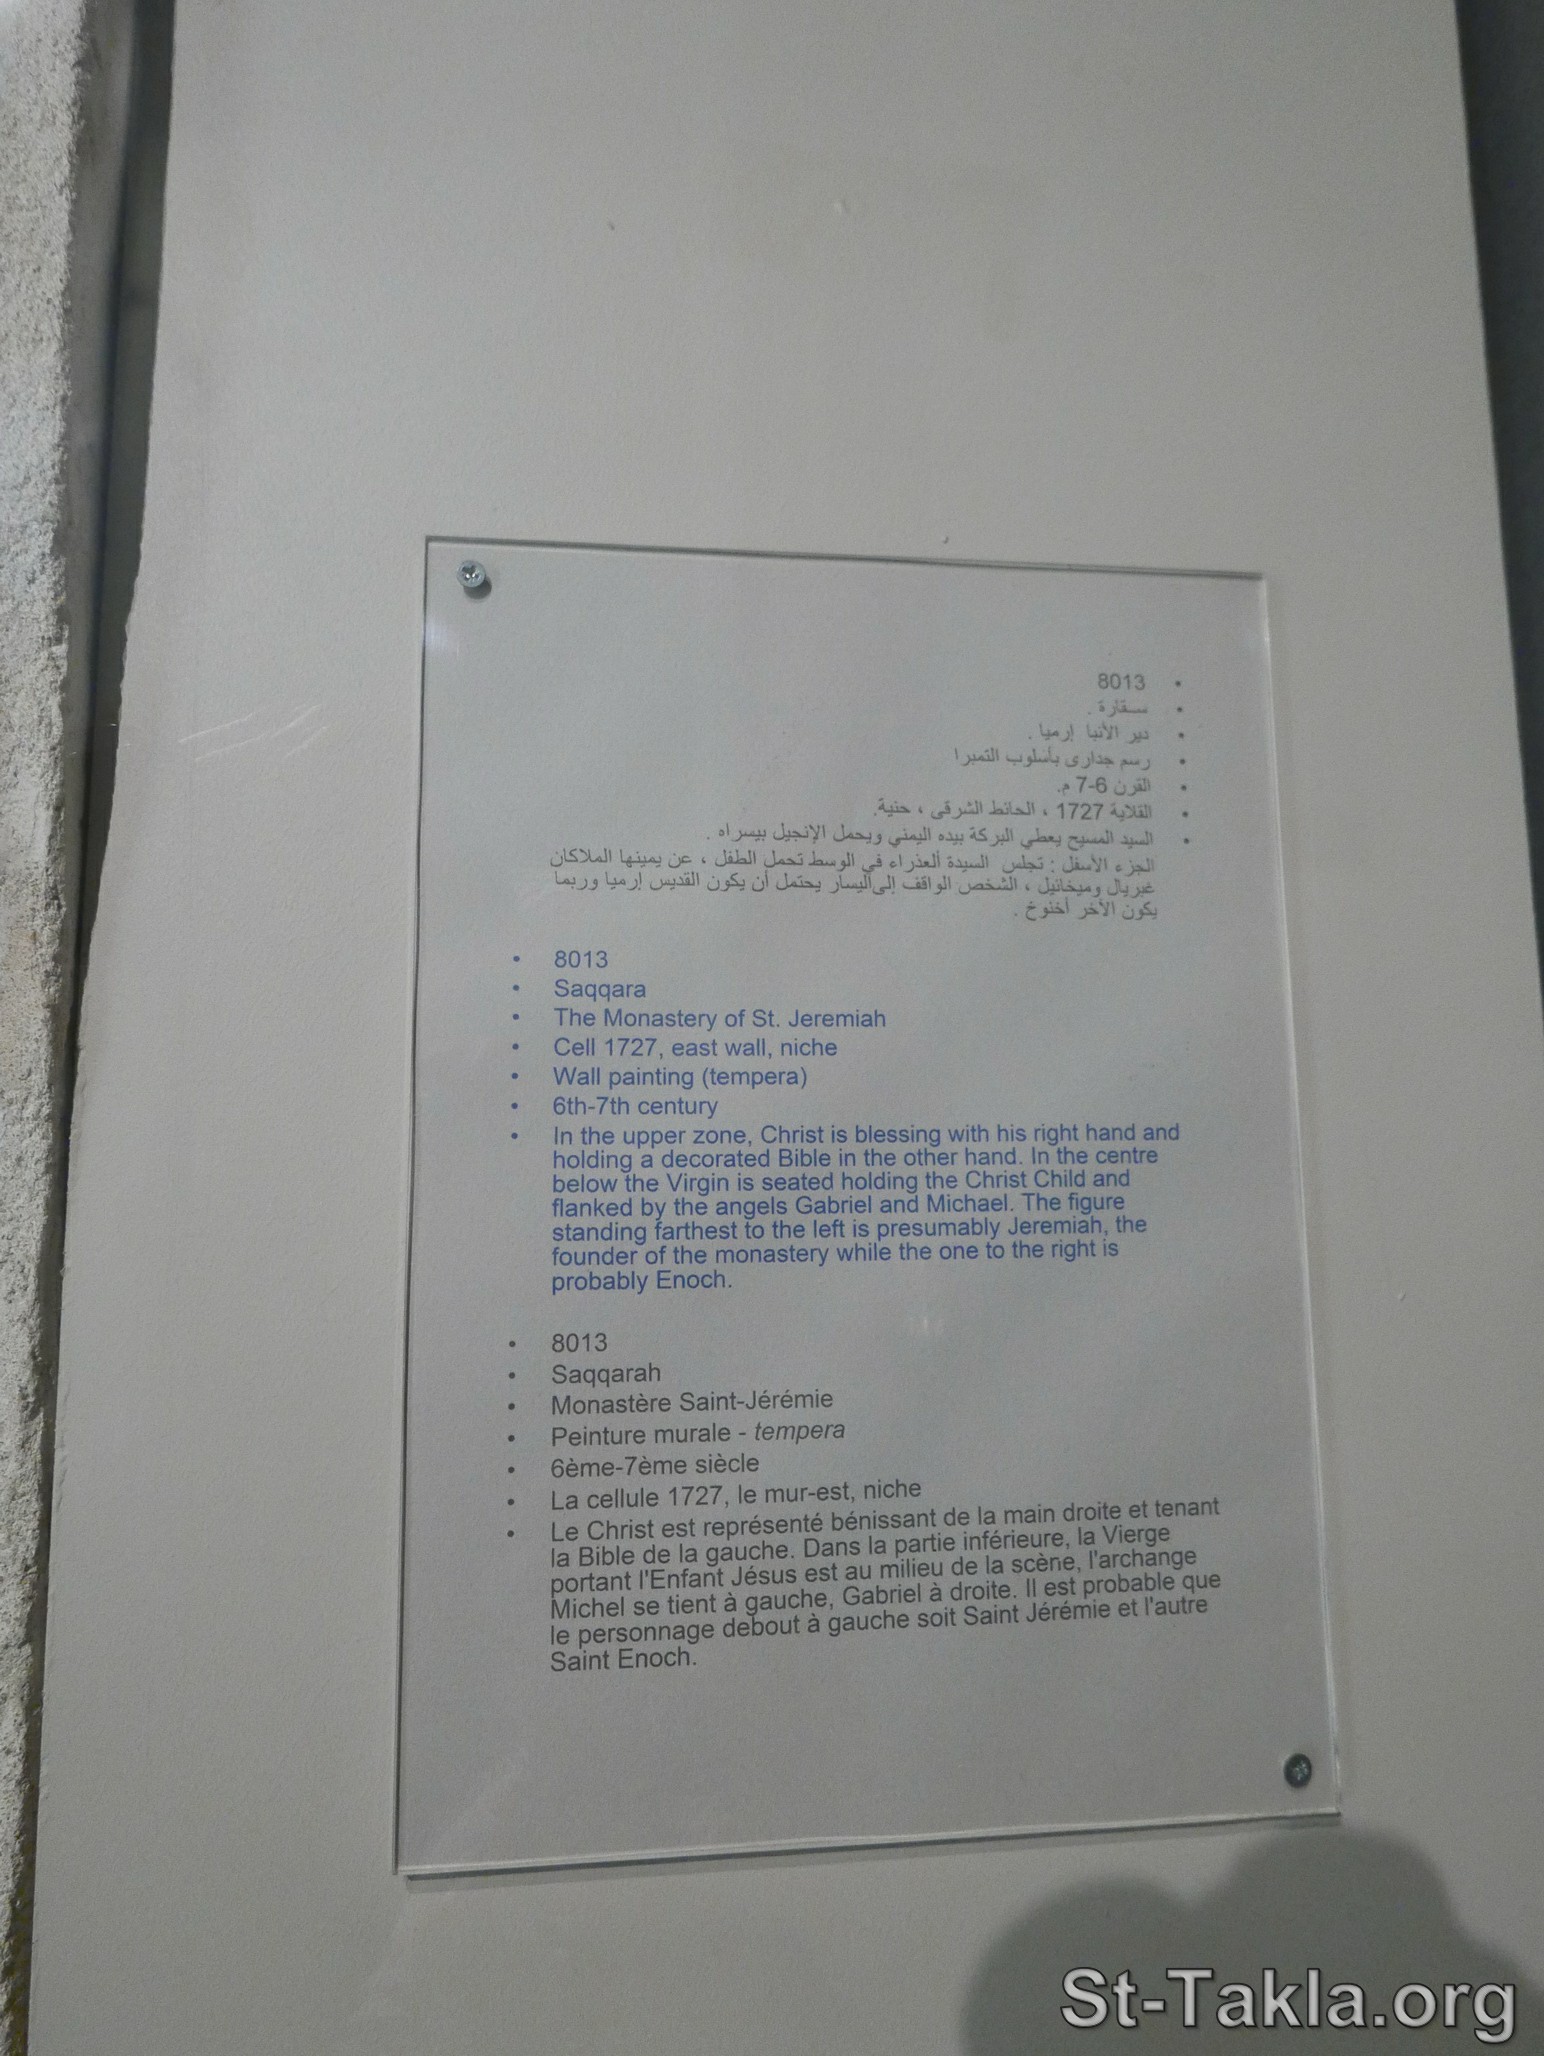 • 8013
• سقارة .
• دير الأنبا إرميا .
• رسم جدارى بأسلوب التمبرا
• القرن 6-7 م.
• القلاية 1727 ، الحائط الشرقى ، حنية.
• السيد المسيح يعطي البركة بيده اليمني ويحمل الإنجيل بيسراه .
الجزء الأسفل : تجلس السيدة ألعذراء في الوسط تحمل الطفل ، عن يمينها الملاكان
غبريال وميخائيل ، الشخص الواقف إلى اليسار يحتمل أن يكون القديس إرميا وربما
يكون الأخر أخنوخ .
• 8013
• Saqqara
• The Monastery of St. Jeremiah
• Cell 1727, east wall, niche
• Wall painting (tempera)
• 6th-7th century
• In the upper zone, Christ is blessing with his right hand and
holding a decorated Bible in the other hand. In the centre
below the Virgin is seated holding the Christ Child and
flanked by the angels Gabriel and Michael. The figure
standing farthest to the left is presumably Jeremiah, the
founder of the monastery while the one to the right is
probably Enoch.
• 8013
• Saqqarah
• Monastère Saint-Jérémie
• Peinture murale - tempera
• 6ème-7ème siècle
• La cellule 1727, le mur-est, niche
• Le Christ est représenté bénissant de la main droite et tenant
la Bible de la gauche. Dans la partie inférieure, la Vierge
portant l'Enfant Jésus est au milieu de la scène, l'archange
Michel se tient à gauche, Gabriel à droite. Il est probable que
le personnage debout à gauche soit Saint Jérémie et l'autre
Saint Enoch.
St-Takla.org